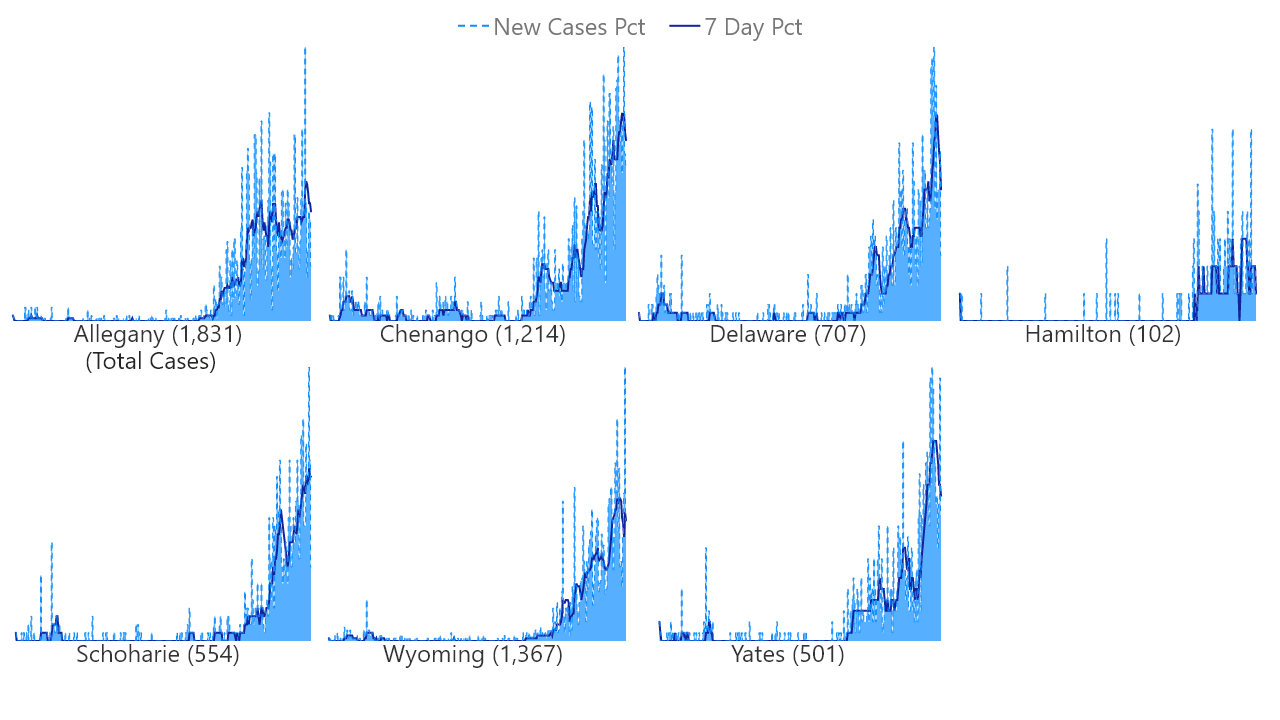 New Cases Pct 7 Day Pct
Allegany (1,831) Chenango (1,214) Delaware (707) Hamilton (102)
(Total Cases)
Schoharie (554) Wyoming (1,367) Yates (501)